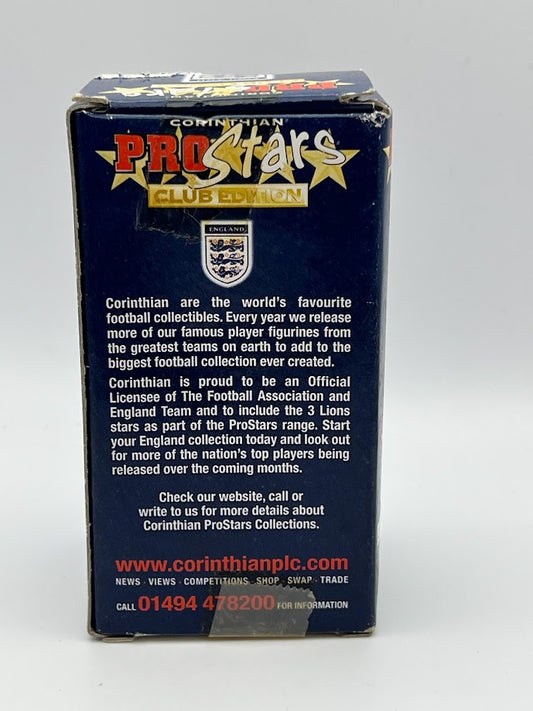 CORINTHIAN
PROStars
CLUB EDITION
ENGLAND
Corinthian are the world's favourite
football collectibles. Every year we release
more of our famous player figurines from
the greatest teams on earth to add to the
biggest football collection ever created.
Corinthian is proud to be an Official
Licensee of The Football Association and
England Team and to include the 3 Lions
stars as part of the ProStars range. Start
your England collection today and look out
for more of the nation's top players being
released over the coming months.
Check our website, call or
write to us for more details about
Corinthian ProStars Collections.
www.corinthianplc.com
NEWS · VIEWS · COMPETITIONS · SHOP · SWAP · TRADE
CALL 01494 478200 FOR INFORMATION